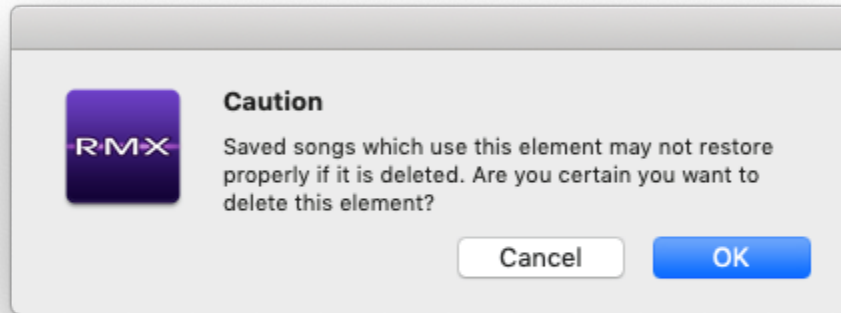 Caution
RMX
Saved songs which use this element may not restore
properly if it is deleted. Are you certain you want to
delete this element?
Cancel
OK